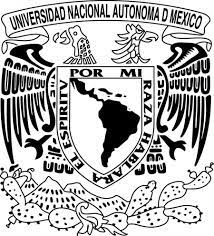 UNIVERSIDAD NACIONAL AUTONOMA D MEXICO
POR MI RAZA HABLARA EL ESPIRITU